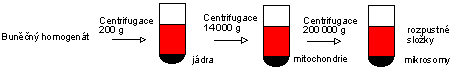 Buněčný homogenát
Centrifugace
200 g
jádra
Centrifugace
14000 g
mitochondrie
Centrifugace
200 000 g
rozpustné
složky
mikrosomy